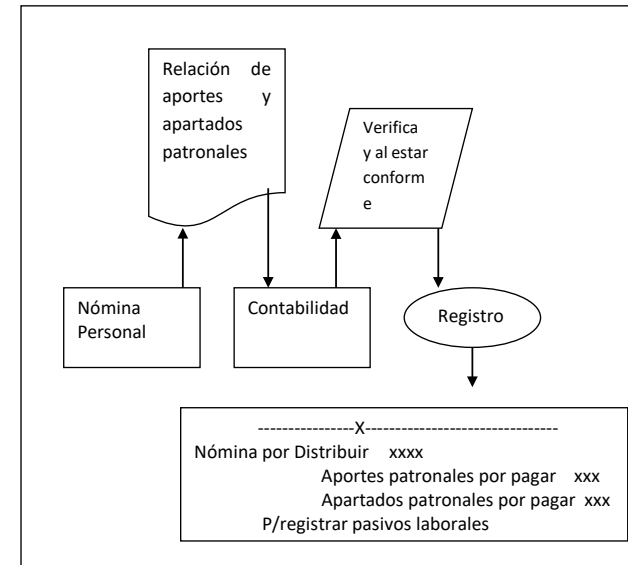 Relación de
aportes y
apartados
patronales
Verifica
y al estar
conform
e
Nómina
Personal
Contabilidad
Registro
----------------X--------------------------------
Nómina por Distribuir xxxx
Aportes patronales por pagar xxx
Apartados patronales por pagar xxx
P/registrar pasivos laborales